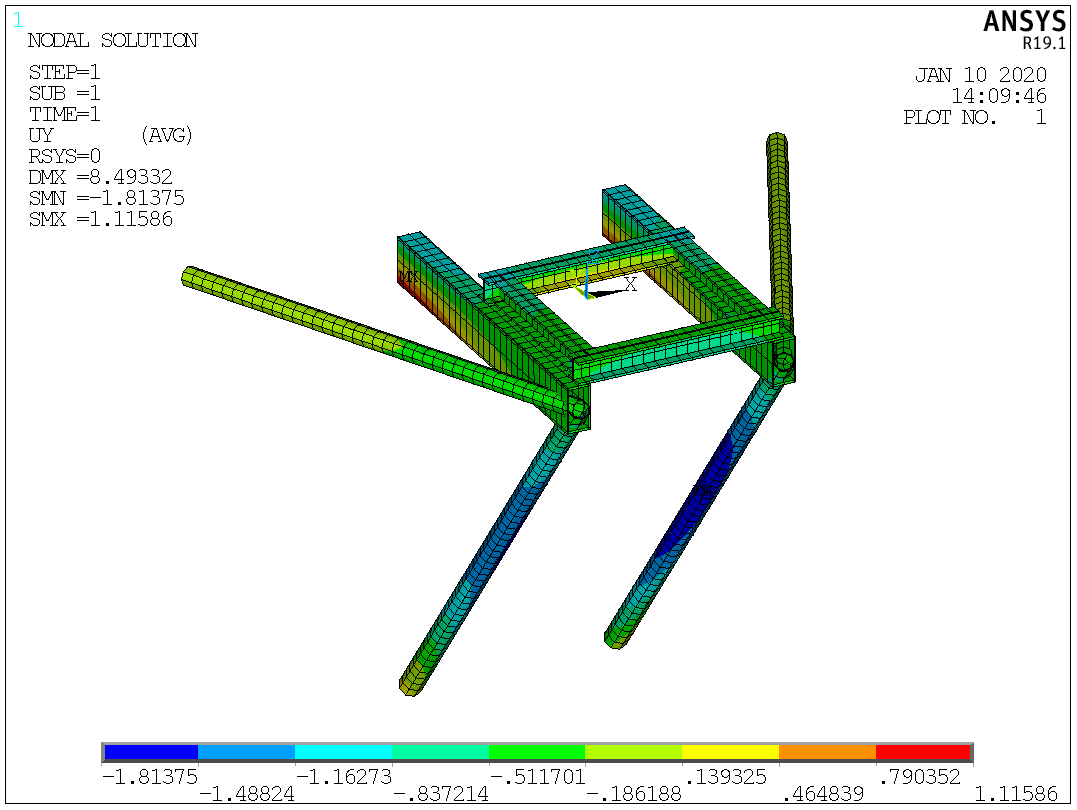 1
NODAL SOLUTION
STEP=1
SUB =1
TIME=1
UY (AVG)
RSYS=0
DMX =8.49332
SMN =-1.81375
SMX =1.11586
ANSYS
R19.1
JAN 10 2020
14:09:46
PLOT NO. 1
MX
X
-1.81375 -1.16273 -.511701 .139325 .790352
-1.48824 -.837214 -.186188 .464839 1.11586